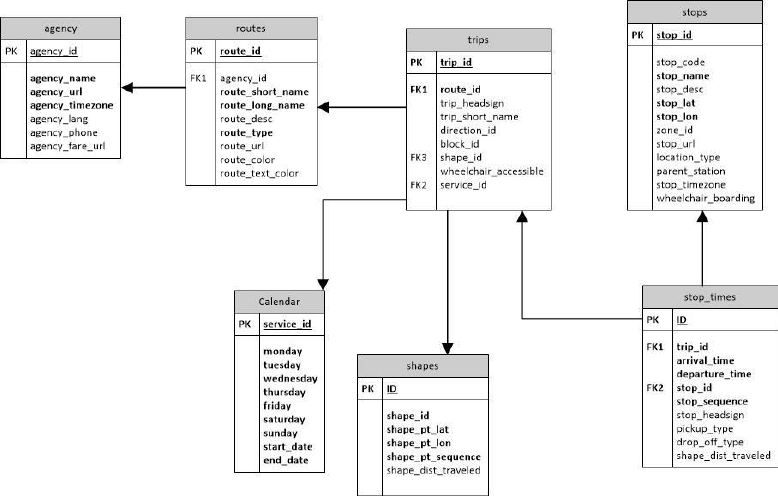 agency
PK agency_id
agency_name
agency_url
agency_timezone
agency_lang
agency_phone
agency_fare_url
routes
PK route_id
FK1 agency_id
route_short_name
route_long_name
route_desc
route_type
route_url
route_color
route_text_color
trips
PK trip_id
FK1 route_id
trip_headsign
trip_short_name
direction_id
block_id
FK3 shape_id
wheelchair_accessible
FK2 service_id
stops
PK stop_id
stop_code
stop_name
stop_desc
stop_lat
stop_lon
zone_id
stop_url
location_type
parent_station
stop_timezone
wheelchair_boarding
Calendar
PK service_id
monday
tuesday
wednesday
thursday
friday
saturday
sunday
start_date
end_date
shapes
PK ID
shape_id
shape_pt_lat
shape_pt_lon
shape_pt_sequence
shape_dist_traveled
stop_times
PK ID
FK1 trip_id
arrival_time
departure_time
FK2 stop_id
stop_sequence
stop_headsign
pickup_type
drop_off_type
shape_dist_traveled